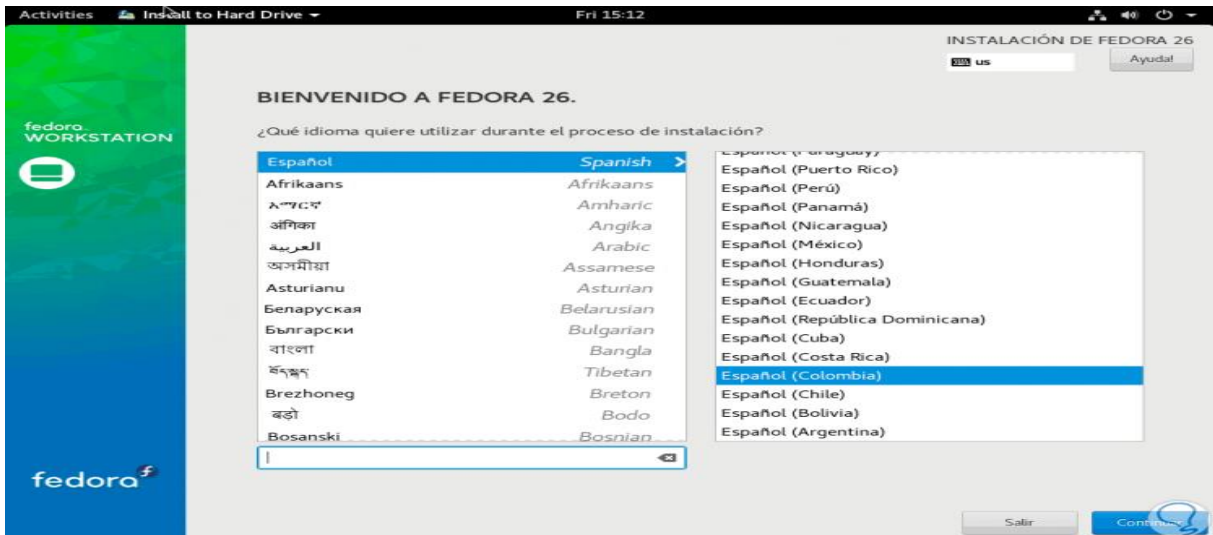 Activities Install to Hard Drive Fri 15:12
INSTALACIÓN DE FEDORA 26
us Ayuda!
BIENVENIDO A FEDORA 26.
fedora
WORKSTATION
¿Qué idioma quiere utilizar durante el proceso de instalación?
Español Spanish
Afrikaans Afrikaans
አማርኛ Amharic
अंगिका Angika
العربية Arabic
অসমীয়া Assamese
Asturianu Asturian
Беларуская Belarusian
Български Bulgarian
বাংলা Bangla
བོད་སྐད Tibetan
Brezhoneg Breton
बड़ो Bodo
Bosanski Bosnian
Español (Paraguay)
Español (Puerto Rico)
Español (Perú)
Español (Panamá)
Español (Nicaragua)
Español (México)
Español (Honduras)
Español (Guatemala)
Español (Ecuador)
Español (República Dominicana)
Español (Cuba)
Español (Costa Rica)
Español (Colombia)
Español (Chile)
Español (Bolivia)
Español (Argentina)
fedora
Salir Continuar